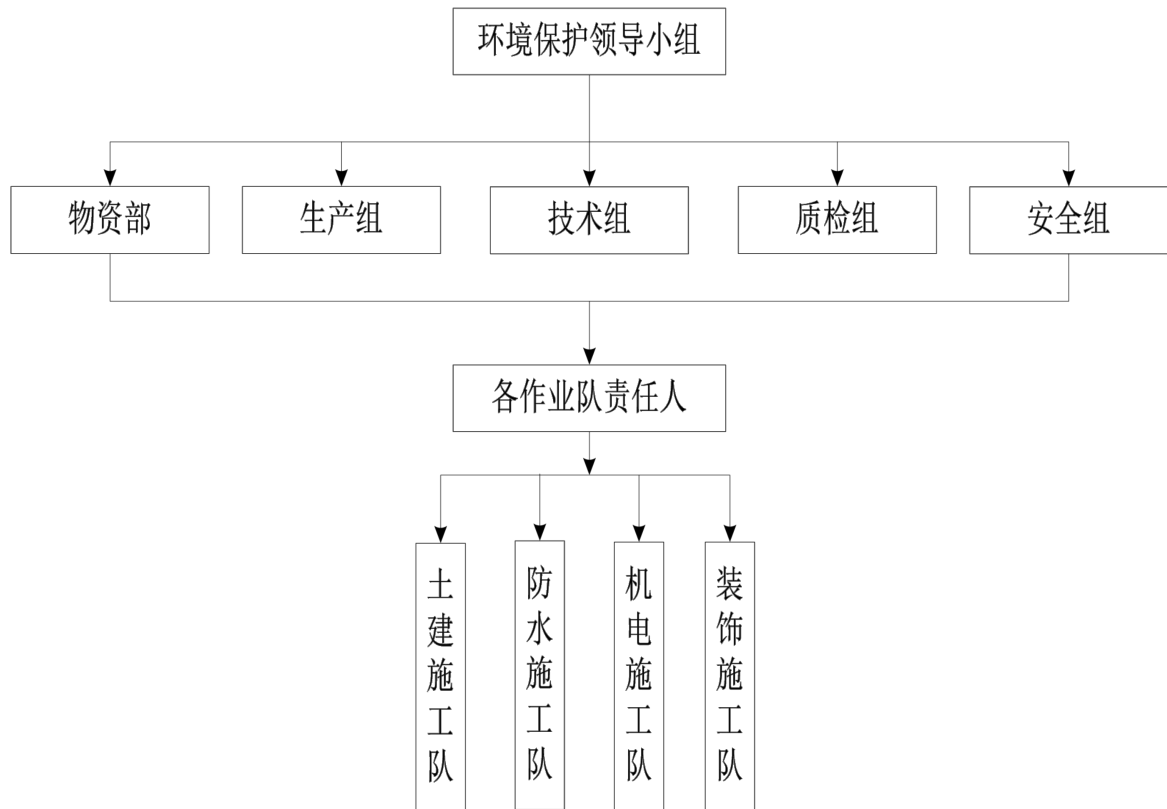 环境保护领导小组
物资部
生产组
技术组
质检组
安全组
各作业队责任人
土建施工队
防水施工队
机电施工队
装饰施工队